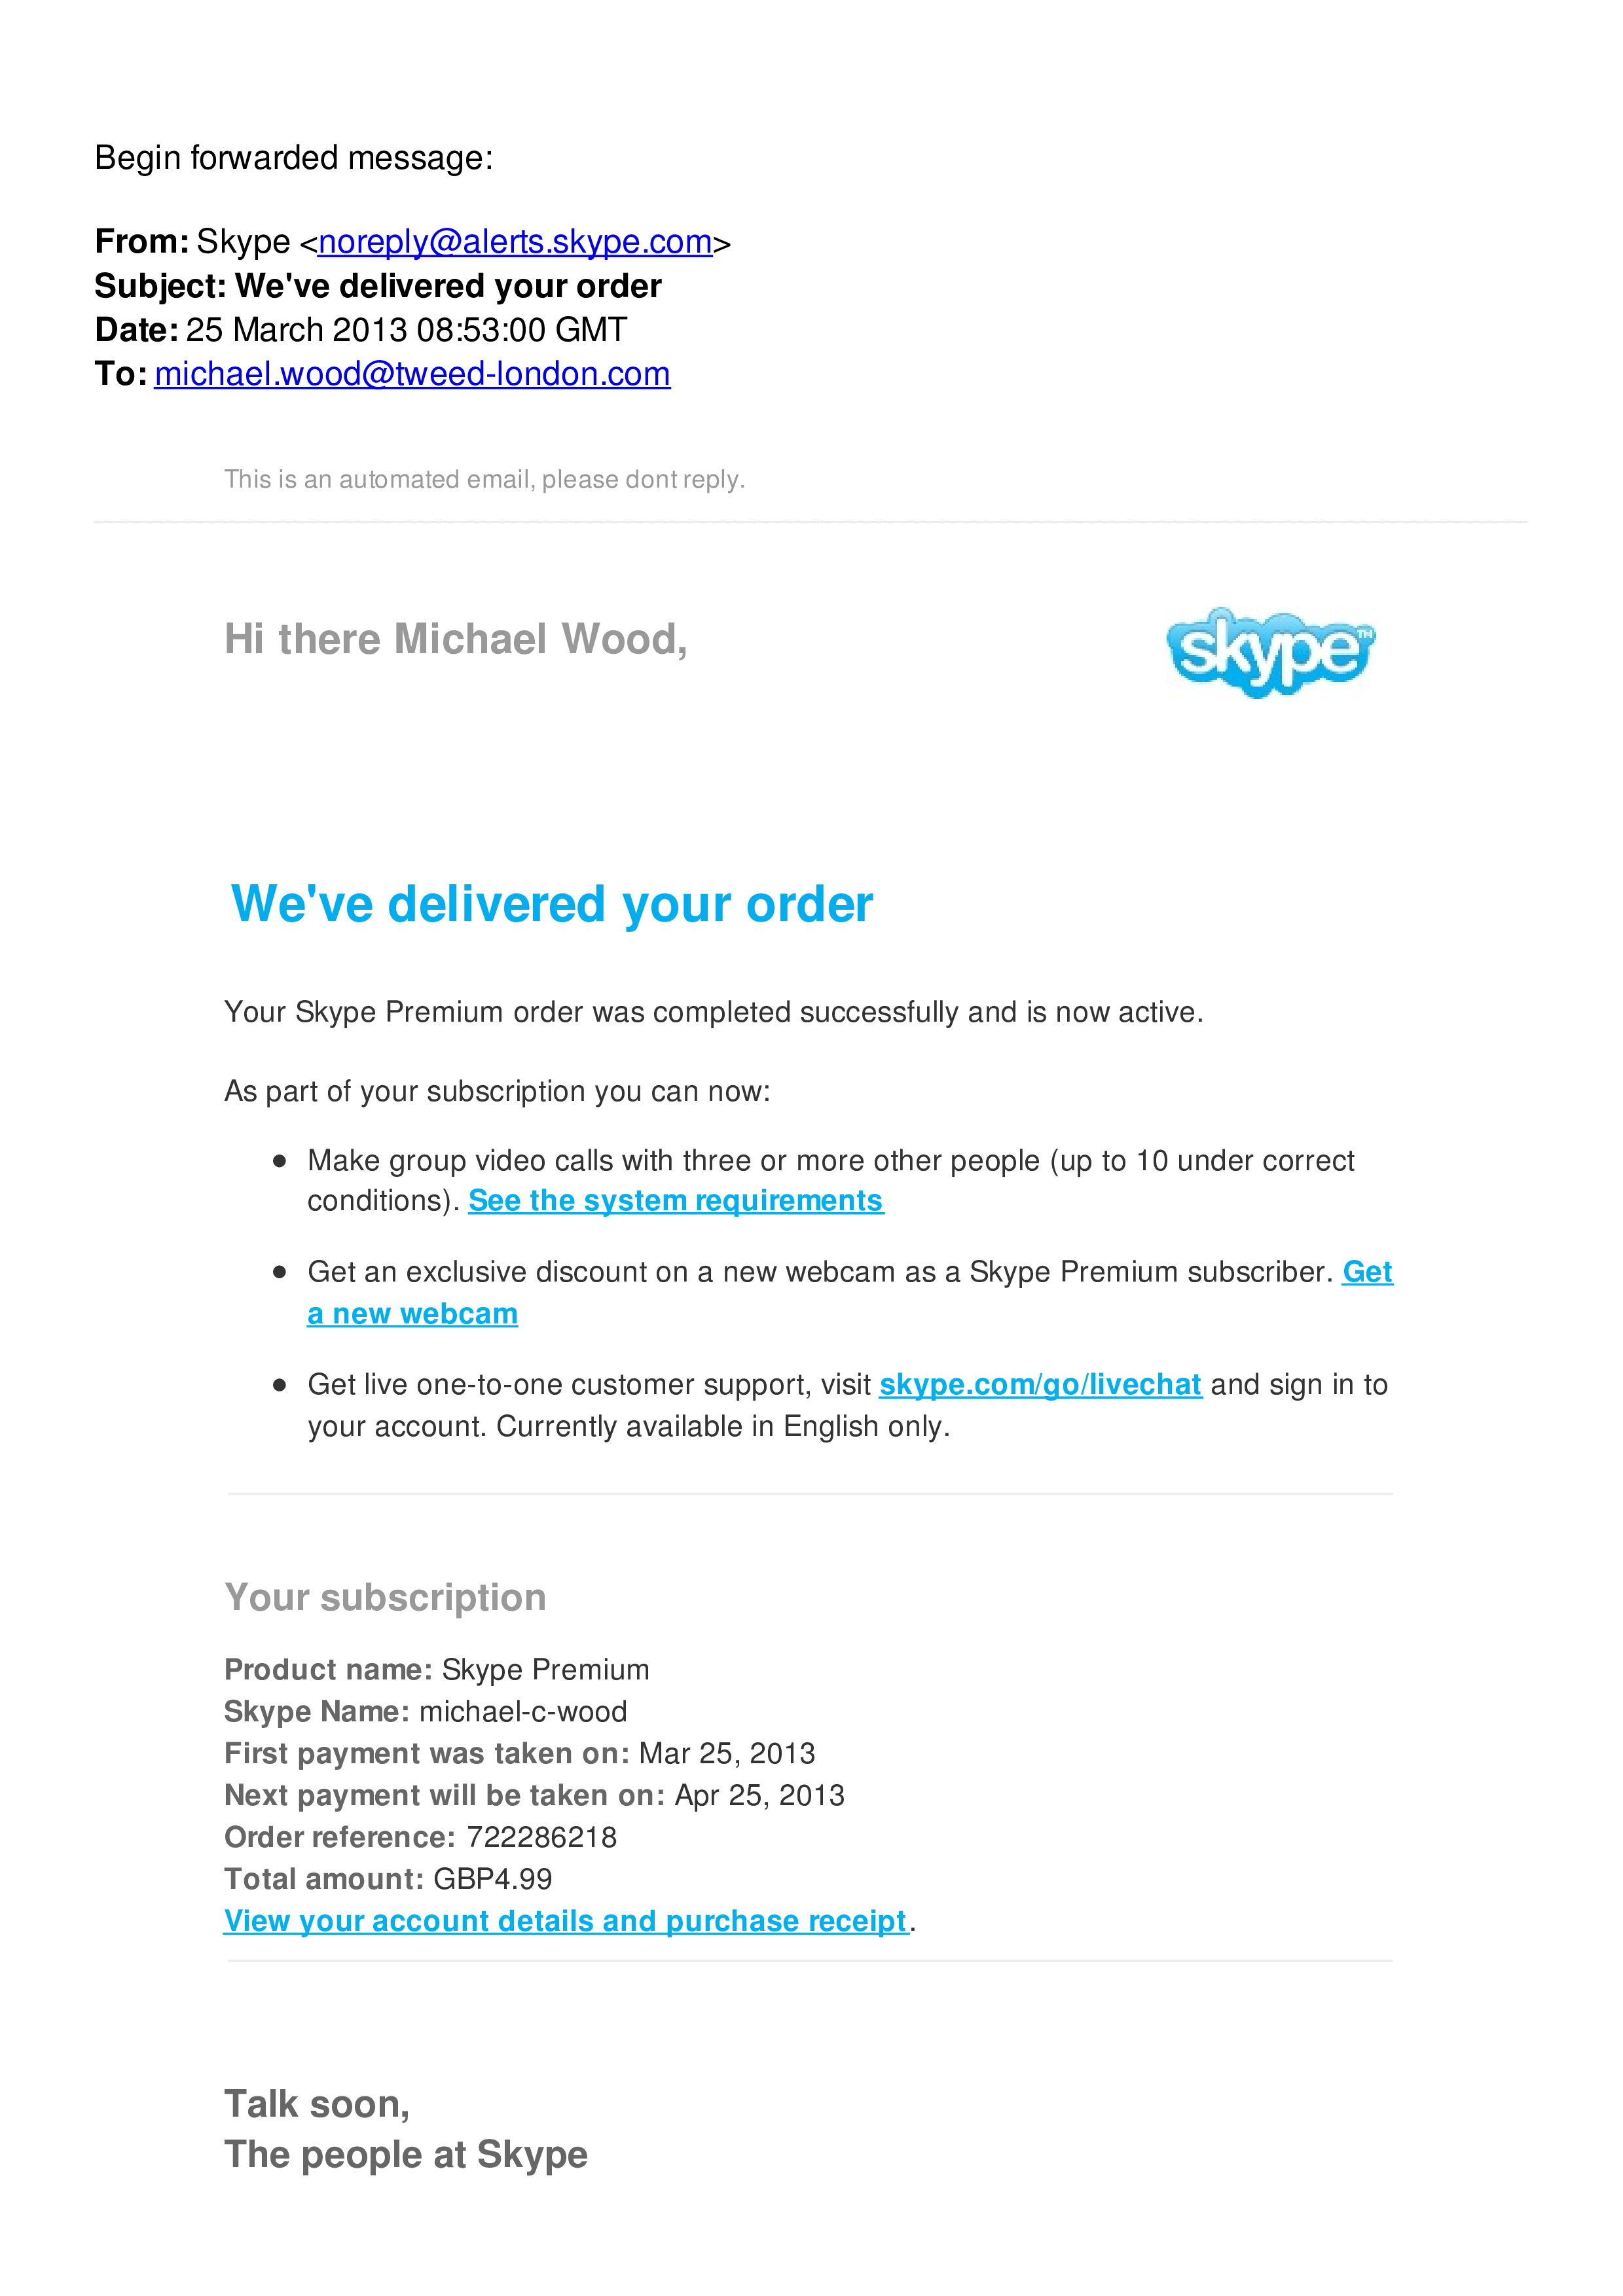 Begin forwarded message:
From: Skype <noreply@alerts.skype.com>
Subject: We've delivered your order
Date: 25 March 2013 08:53:00 GMT
To: michael.wood@tweed-london.com
This is an automated email, please dont reply.
Hi there Michael Wood,
skype™
We've delivered your order
Your Skype Premium order was completed successfully and is now active.
As part of your subscription you can now:
• Make group video calls with three or more other people (up to 10 under correct
conditions). See the system requirements
• Get an exclusive discount on a new webcam as a Skype Premium subscriber. Get
a new webcam
• Get live one-to-one customer support, visit skype.com/go/livechat and sign in to
your account. Currently available in English only.
Your subscription
Product name: Skype Premium
Skype Name: michael-c-wood
First payment was taken on: Mar 25, 2013
Next payment will be taken on: Apr 25, 2013
Order reference: 722286218
Total amount: GBP4.99
View your account details and purchase receipt.
Talk soon,
The people at Skype